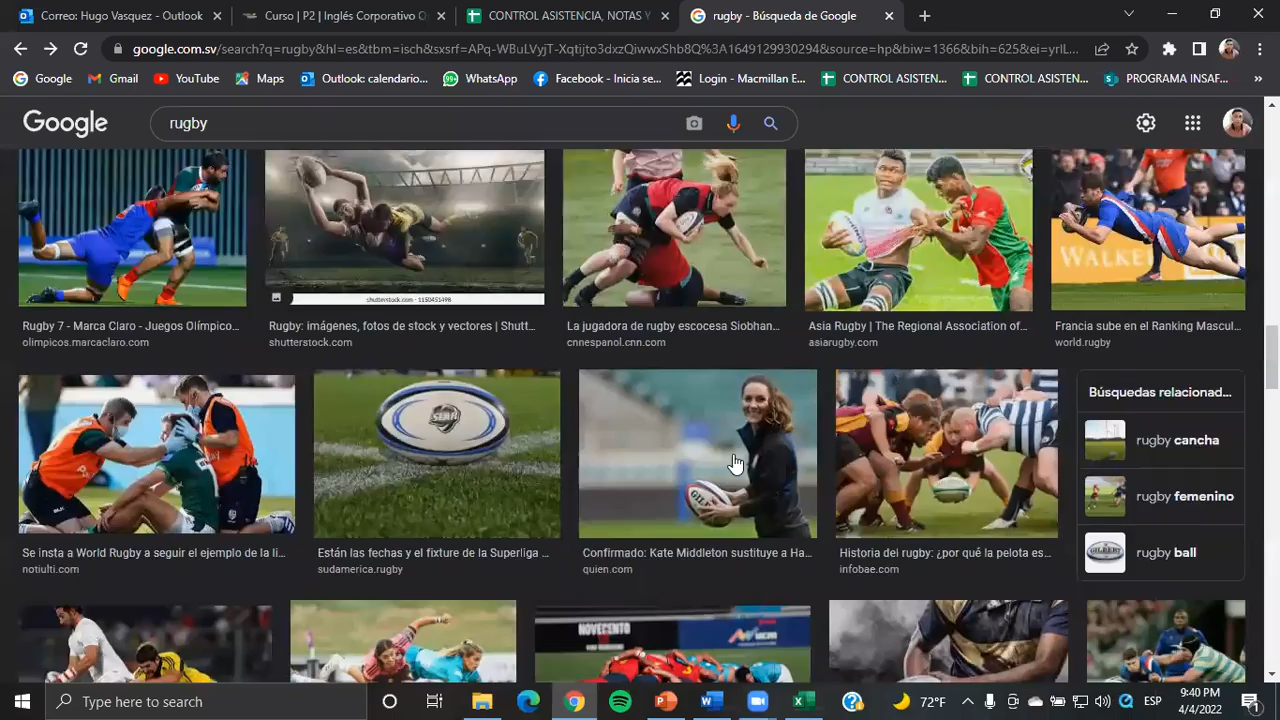 Correo: Hugo Vasquez - Outlook
Curso | P2 | Inglés Corporativo O
CONTROL ASISTENCIA, NOTAS Y
rugby - Búsqueda de Google
google.com.sv/search?q=rugby&hl=es&tbm=isch&sxsrf=APq-WBuLVyjT-Xqtijto3dxzQiwwxShb8Q%3A1649129930294&source=hp&biw=1366&bih=625&ei=yrlL...
Google
Gmail
YouTube
Maps
Outlook: calendario...
WhatsApp
Facebook - Inicia se...
Login - Macmillan E...
CONTROL ASISTEN...
CONTROL ASISTEN...
PROGRAMA INSAF...
Google
rugby
WALKER
shutterstock.com · 1150451498
Rugby 7 - Marca Claro - Juegos Olímpico...
olimpicos.marcaclaro.com
Rugby: imágenes, fotos de stock y vectores | Shutt...
shutterstock.com
La jugadora de rugby escocesa Siobhan...
cnnespanol.cnn.com
Asia Rugby | The Regional Association of...
asiarugby.com
Francia sube en el Ranking Mascul...
world.rugby
Búsquedas relacionad...
rugby cancha
rugby femenino
rugby ball
Se insta a World Rugby a seguir el ejemplo de la li...
notiulti.com
Están las fechas y el fixture de la Superliga ...
sudamerica.rugby
Confirmado: Kate Middleton sustituye a Ha...
quien.com
Historia del rugby: ¿por qué la pelota es...
infobae.com
NOVECENTO
Type here to search
72°F
ESP
9:40 PM
4/4/2022